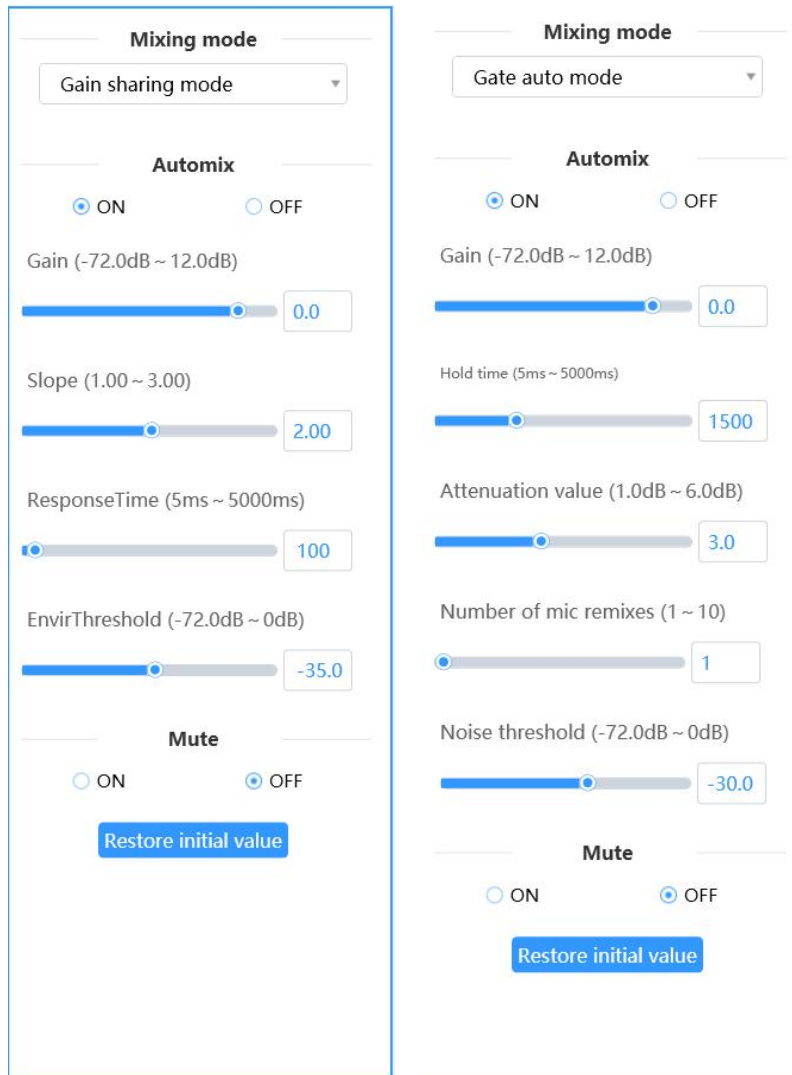 Mixing mode
Gain sharing mode
Automix
ON OFF
Gain (-72.0dB ~ 12.0dB)
0.0
Slope (1.00 ~ 3.00)
2.00
ResponseTime (5ms ~ 5000ms)
100
EnvirThreshold (-72.0dB ~ 0dB)
-35.0
Mute
ON OFF
Restore initial value
Mixing mode
Gate auto mode
Automix
ON OFF
Gain (-72.0dB ~ 12.0dB)
0.0
Hold time (5ms ~ 5000ms)
1500
Attenuation value (1.0dB ~ 6.0dB)
3.0
Number of mic remixes (1 ~ 10)
1
Noise threshold (-72.0dB ~ 0dB)
-30.0
Mute
ON OFF
Restore initial value